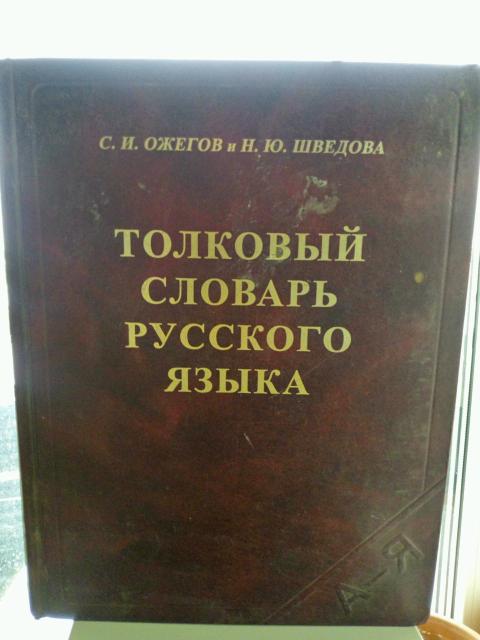 С. И. ОЖЕГОВ и Н. Ю. ШВЕДОВА
ТОЛКОВЫЙ
СЛОВАРЬ
РУССКОГО
ЯЗЫКА
А–Я